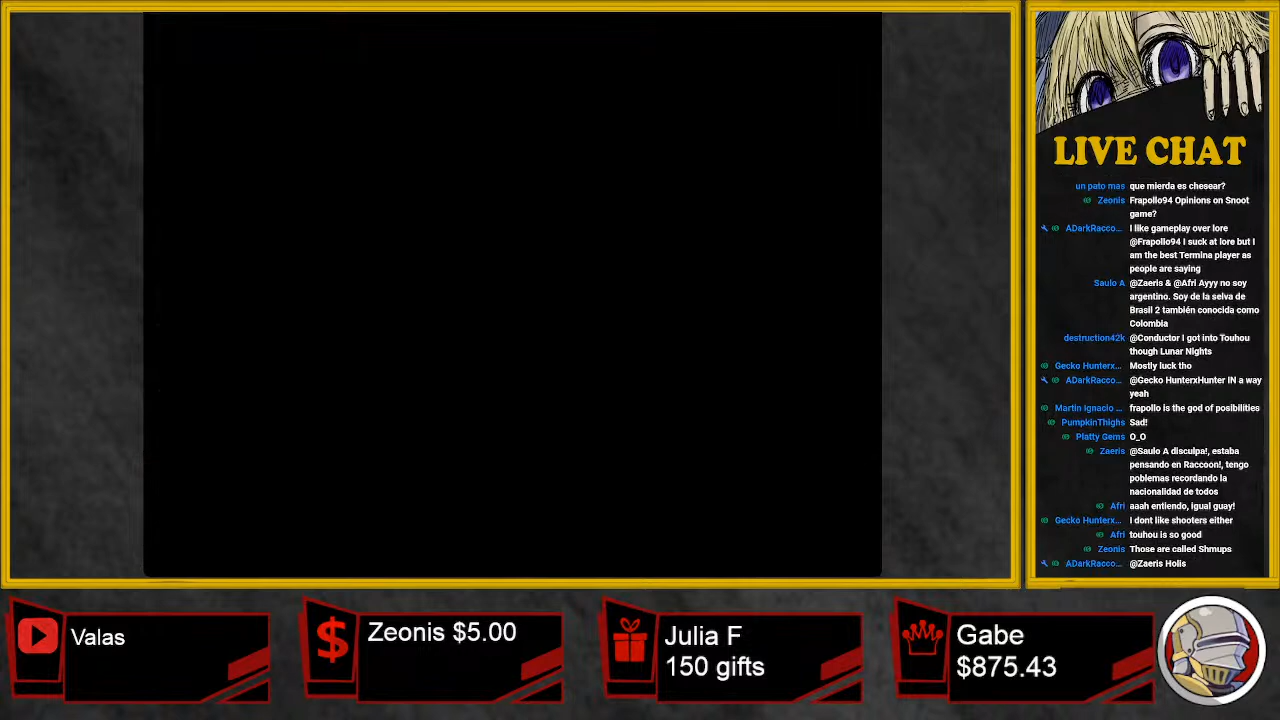 LIVE CHAT
un pato mas que mierda es chesear?
Zeonis Frapollo94 Opinions on Snoot
game?
ADarkRacco... I like gameplay over lore
@Frapollo94 I suck at lore but I
am the best Termina player as
people are saying
Saulo A @Zaeris & @Afri Ayyy no soy
argentino. Soy de la selva de
Brasil 2 también conocida como
Colombia
destruction42k @Conductor I got into Touhou
though Lunar Nights
Gecko Hunterx... Mostly luck tho
ADarkRacco... @Gecko HunterxHunter IN a way
yeah
Martin Ignacio ... frapollo is the god of posibilities
PumpkinThighs Sad!
Platty Gems O_O
Zaeris @Saulo A disculpa!, estaba
pensando en Raccoon!, tengo
poblemas recordando la
nacionalidad de todos
Afri aaah entiendo, igual guay!
Gecko Hunterx... I dont like shooters either
Afri touhou is so good
Zeonis Those are called Shmups
ADarkRacco... @Zaeris Holis
Valas
$
Zeonis $5.00
Julia F
150 gifts
Gabe
$875.43